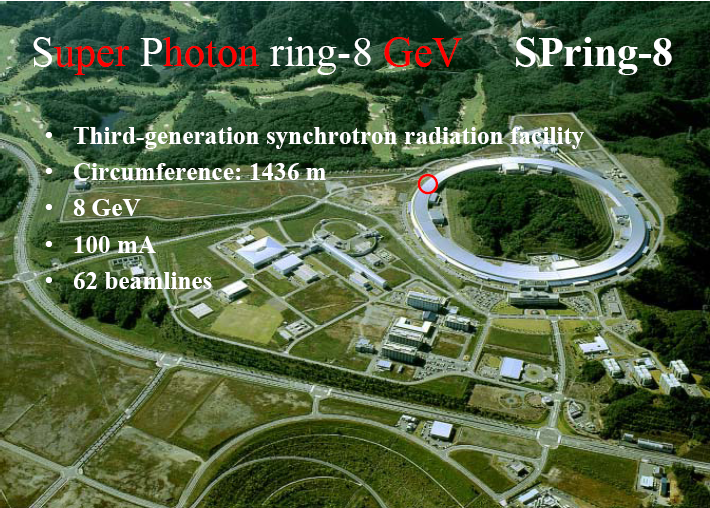 Super Photon ring-8 GeV SPring-8
• Third-generation synchrotron radiation facility
• Circumference: 1436 m
• 8 GeV
• 100 mA
• 62 beamlines